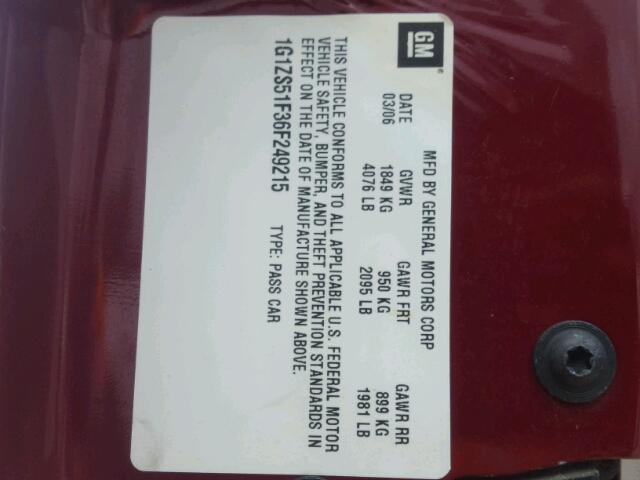 GM
MFD BY GENERAL MOTORS CORP
DATE GVWR GAWR FRT GAWR RR
03/06 1849 KG 950 KG 899 KG
4076 LB 2095 LB 1981 LB
THIS VEHICLE CONFORMS TO ALL APPLICABLE U.S. FEDERAL MOTOR
VEHICLE SAFETY, BUMPER, AND THEFT PREVENTION STANDARDS IN
EFFECT ON THE DATE OF MANUFACTURE SHOWN ABOVE.
1G1ZS51F36F249215 TYPE: PASS CAR